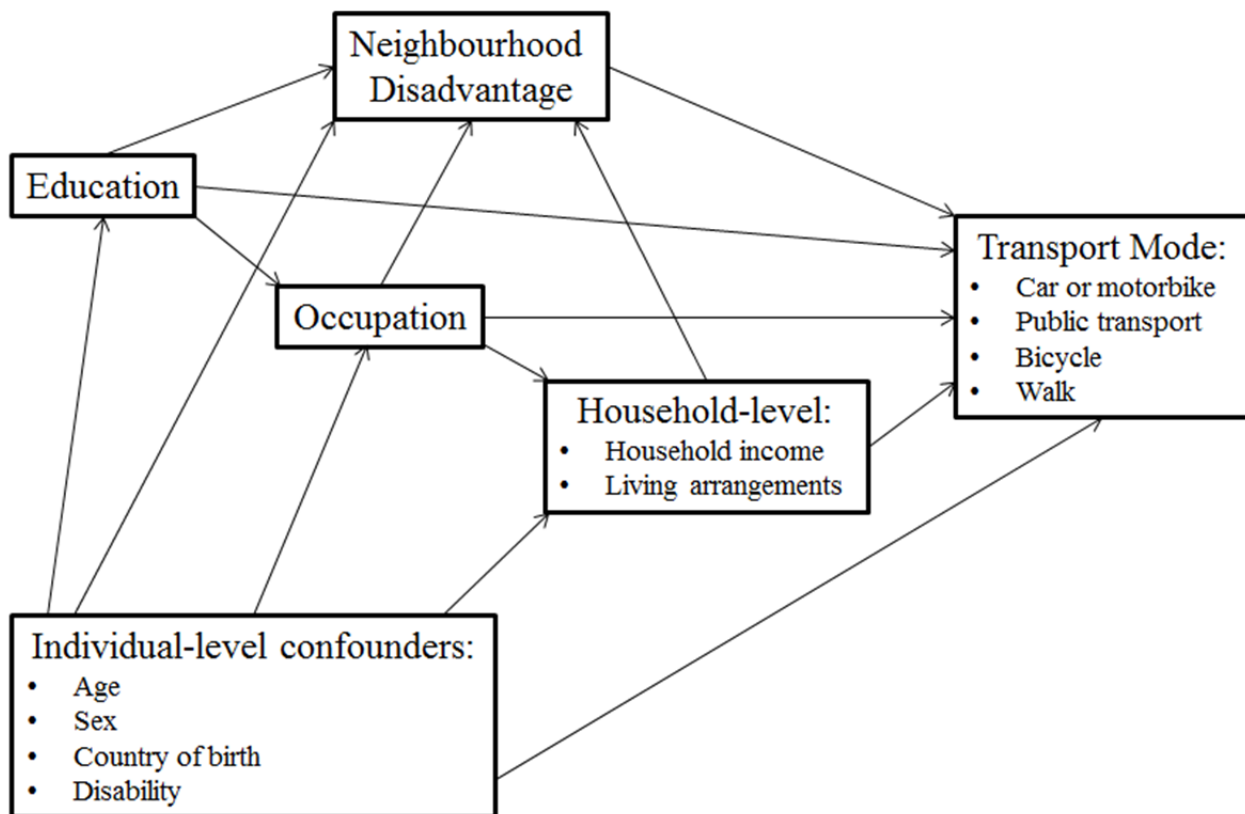 Neighbourhood
Disadvantage
Education
Occupation
Transport Mode:
• Car or motorbike
• Public transport
• Bicycle
• Walk
Household-level:
• Household income
• Living arrangements
Individual-level confounders:
• Age
• Sex
• Country of birth
• Disability